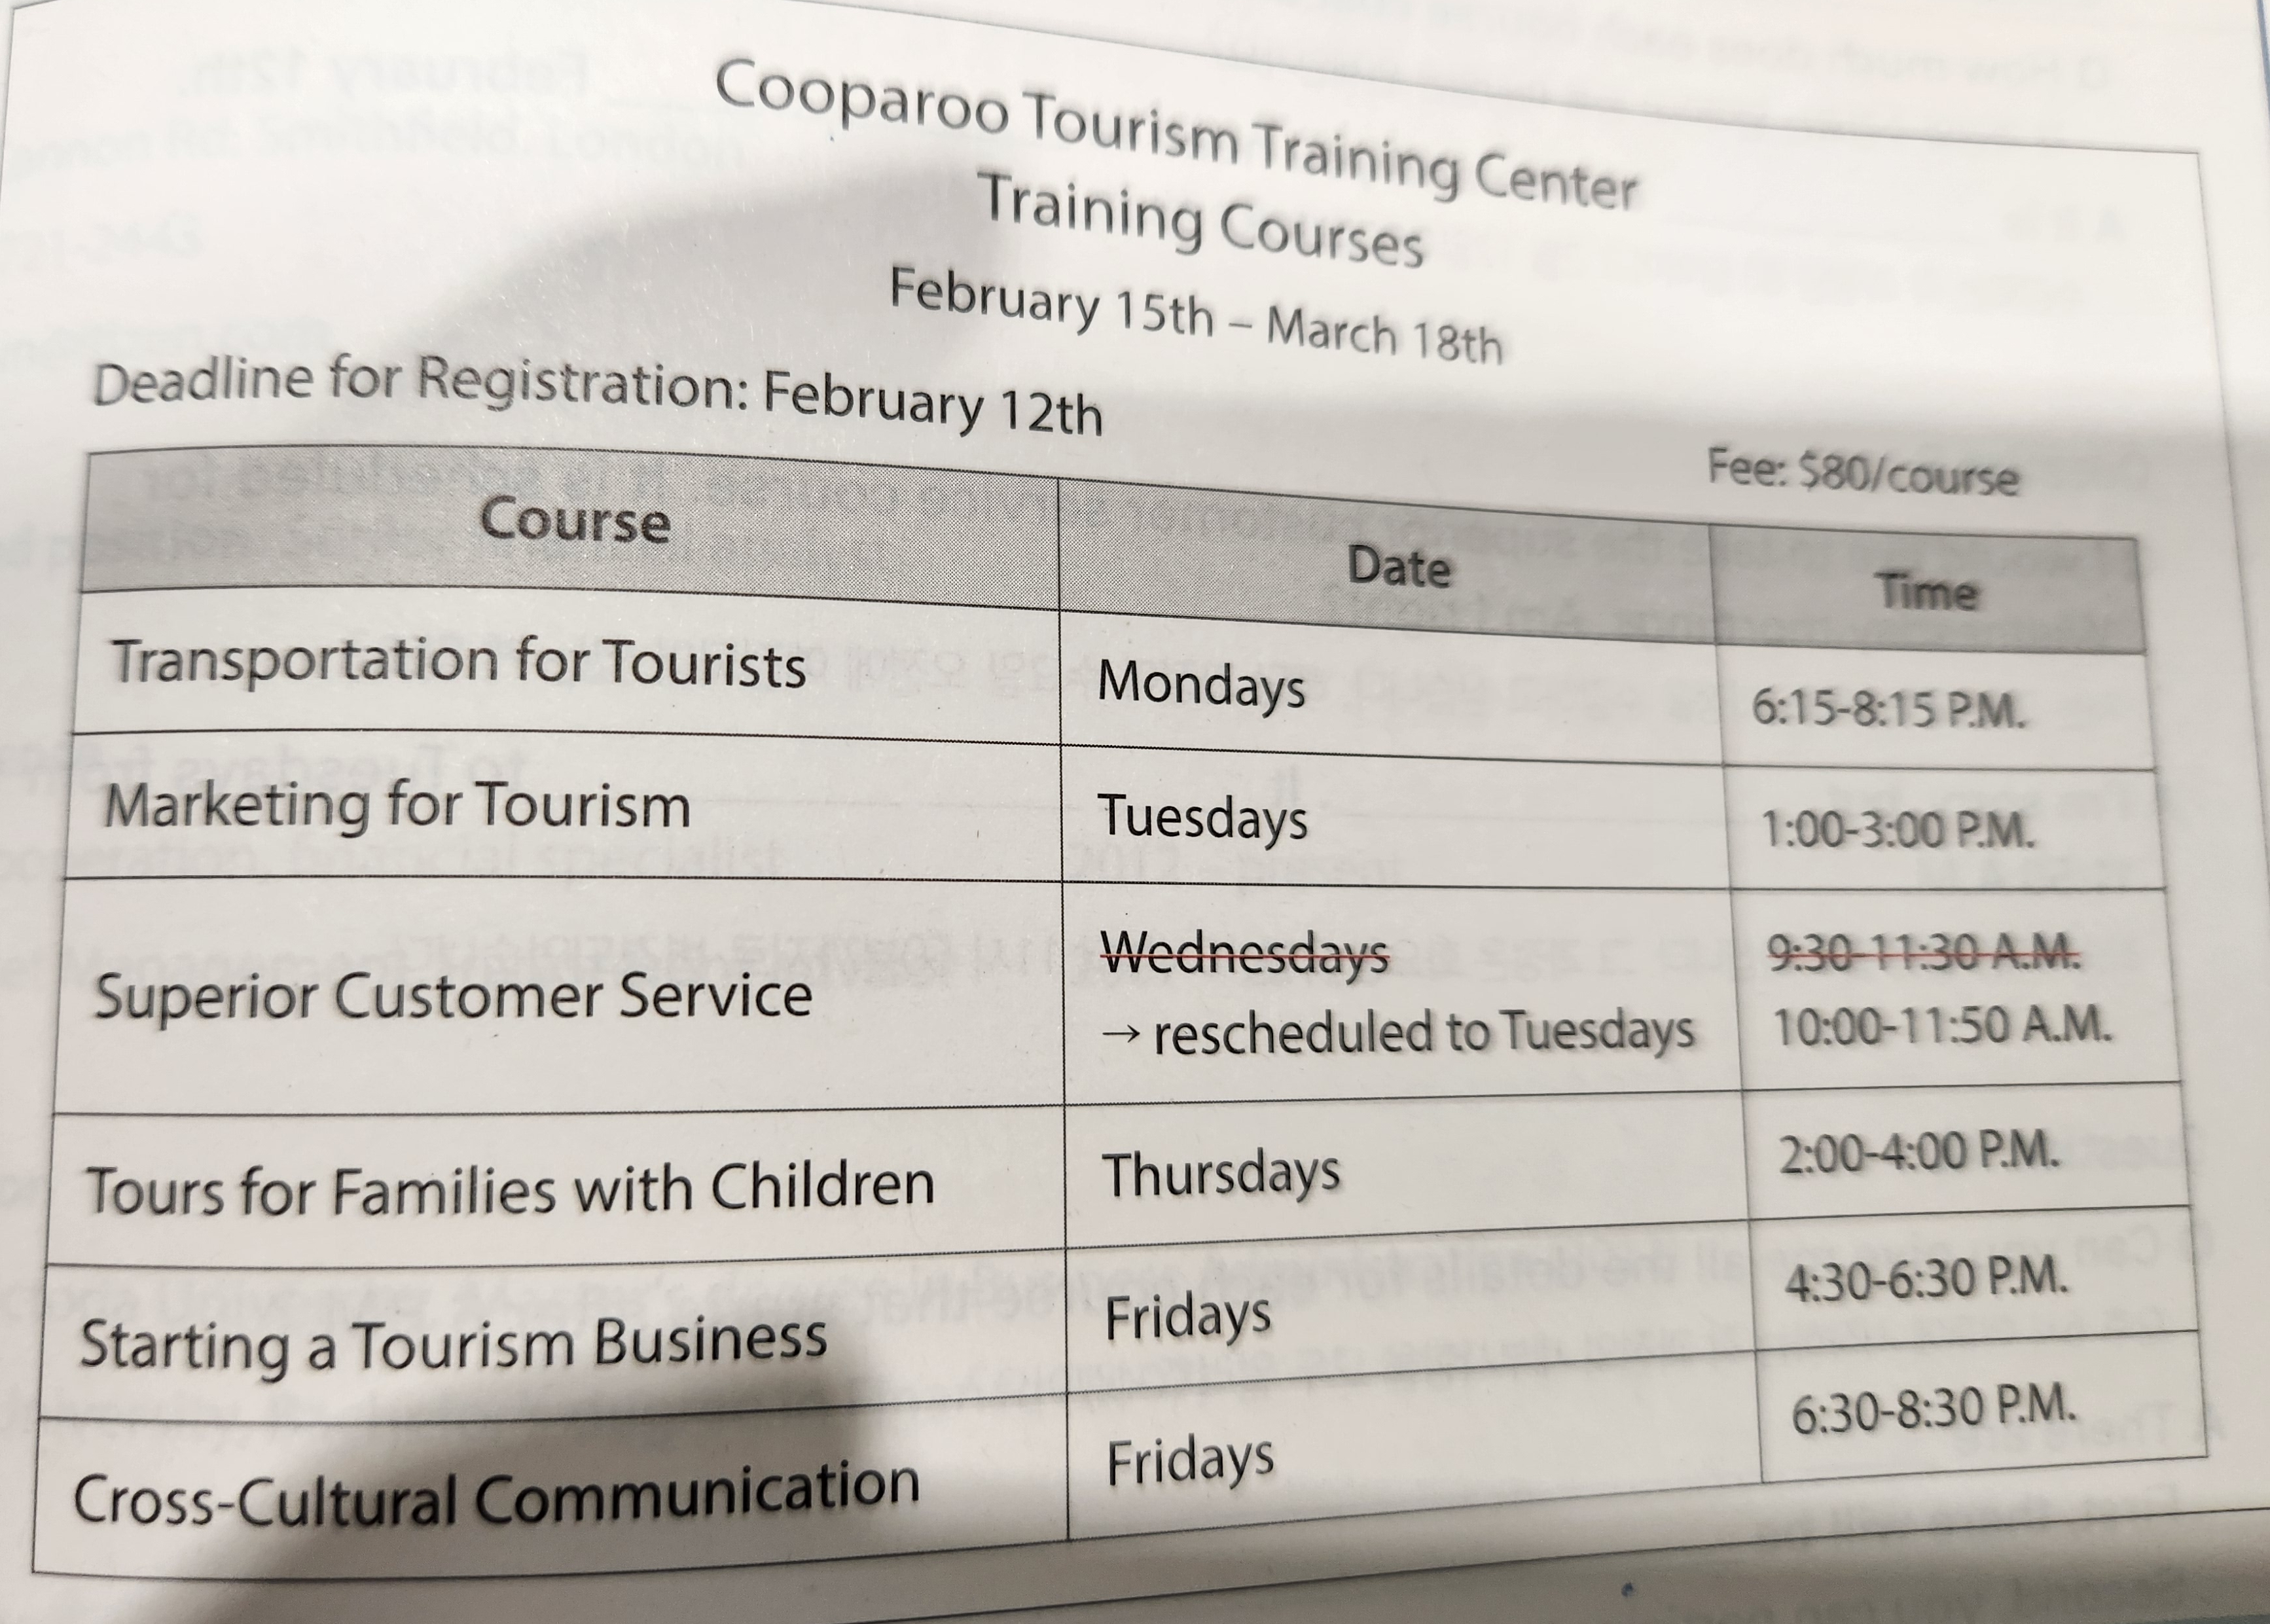 Cooparoo Tourism Training Center
Training Courses
February 15th – March 18th
Deadline for Registration: February 12th
Fee: $80/course
Course Date Time
Transportation for Tourists Mondays 6:15-8:15 P.M.
Marketing for Tourism Tuesdays 1:00-3:00 P.M.
Superior Customer Service Wednesdays 9:30-11:30 A.M.
→ rescheduled to Tuesdays 10:00-11:50 A.M.
Tours for Families with Children Thursdays 2:00-4:00 P.M.
Starting a Tourism Business Fridays 4:30-6:30 P.M.
Cross-Cultural Communication Fridays 6:30-8:30 P.M.